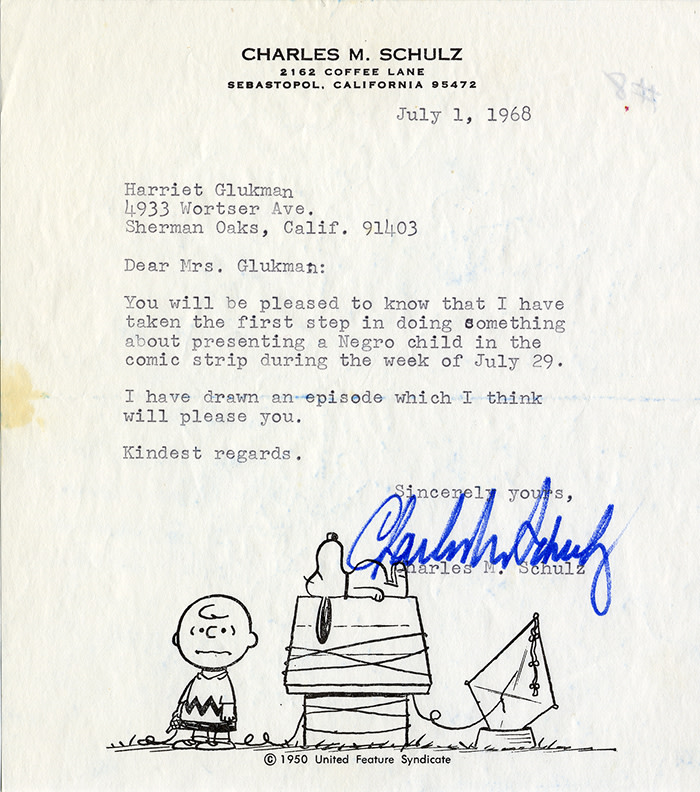 CHARLES M. SCHULZ
2162 COFFEE LANE
SEBASTOPOL, CALIFORNIA 95472
#8
July 1, 1968
Harriet Glukman
4933 Wortser Ave.
Sherman Oaks, Calif. 91403
Dear Mrs. Glukman:
You will be pleased to know that I have
taken the first step in doing something
about presenting a Negro child in the
comic strip during the week of July 29.
I have drawn an episode which I think
will please you.
Kindest regards.
Sincerely yours,
Charles M. Schulz
Charles M. Schulz
© 1950 United Feature Syndicate